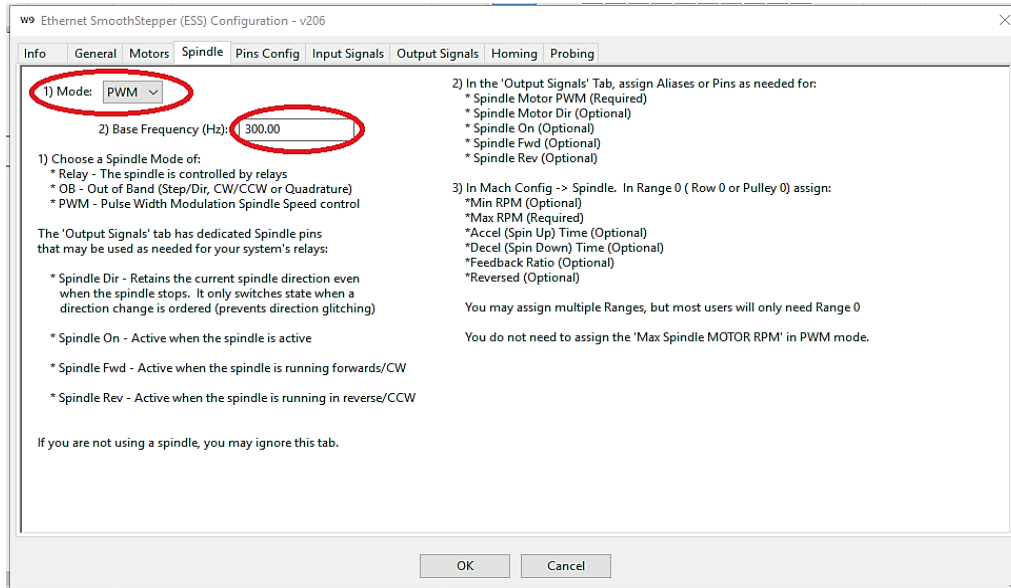 W9 Ethernet SmoothStepper (ESS) Configuration - v206
Info General Motors Spindle Pins Config Input Signals Output Signals Homing Probing
1) Mode: PWM
2) Base Frequency (Hz): 300.00
1) Choose a Spindle Mode of:
* Relay - The spindle is controlled by relays
* OB - Out of Band (Step/Dir, CW/CCW or Quadrature)
* PWM - Pulse Width Modulation Spindle Speed control
The 'Output Signals' tab has dedicated Spindle pins
that may be used as needed for your system's relays:
* Spindle Dir - Retains the current spindle direction even
when the spindle stops. It only switches state when a
direction change is ordered (prevents direction glitching)
* Spindle On - Active when the spindle is active
* Spindle Fwd - Active when the spindle is running forwards/CW
* Spindle Rev - Active when the spindle is running in reverse/CCW
If you are not using a spindle, you may ignore this tab.
2) In the 'Output Signals' Tab, assign Aliases or Pins as needed for:
* Spindle Motor PWM (Required)
* Spindle Motor Dir (Optional)
* Spindle On (Optional)
* Spindle Fwd (Optional)
* Spindle Rev (Optional)
3) In Mach Config -> Spindle. In Range 0 ( Row 0 or Pulley 0) assign:
*Min RPM (Optional)
*Max RPM (Required)
*Accel (Spin Up) Time (Optional)
*Decel (Spin Down) Time (Optional)
*Feedback Ratio (Optional)
*Reversed (Optional)
You may assign multiple Ranges, but most users will only need Range 0
You do not need to assign the 'Max Spindle MOTOR RPM' in PWM mode.
OK Cancel